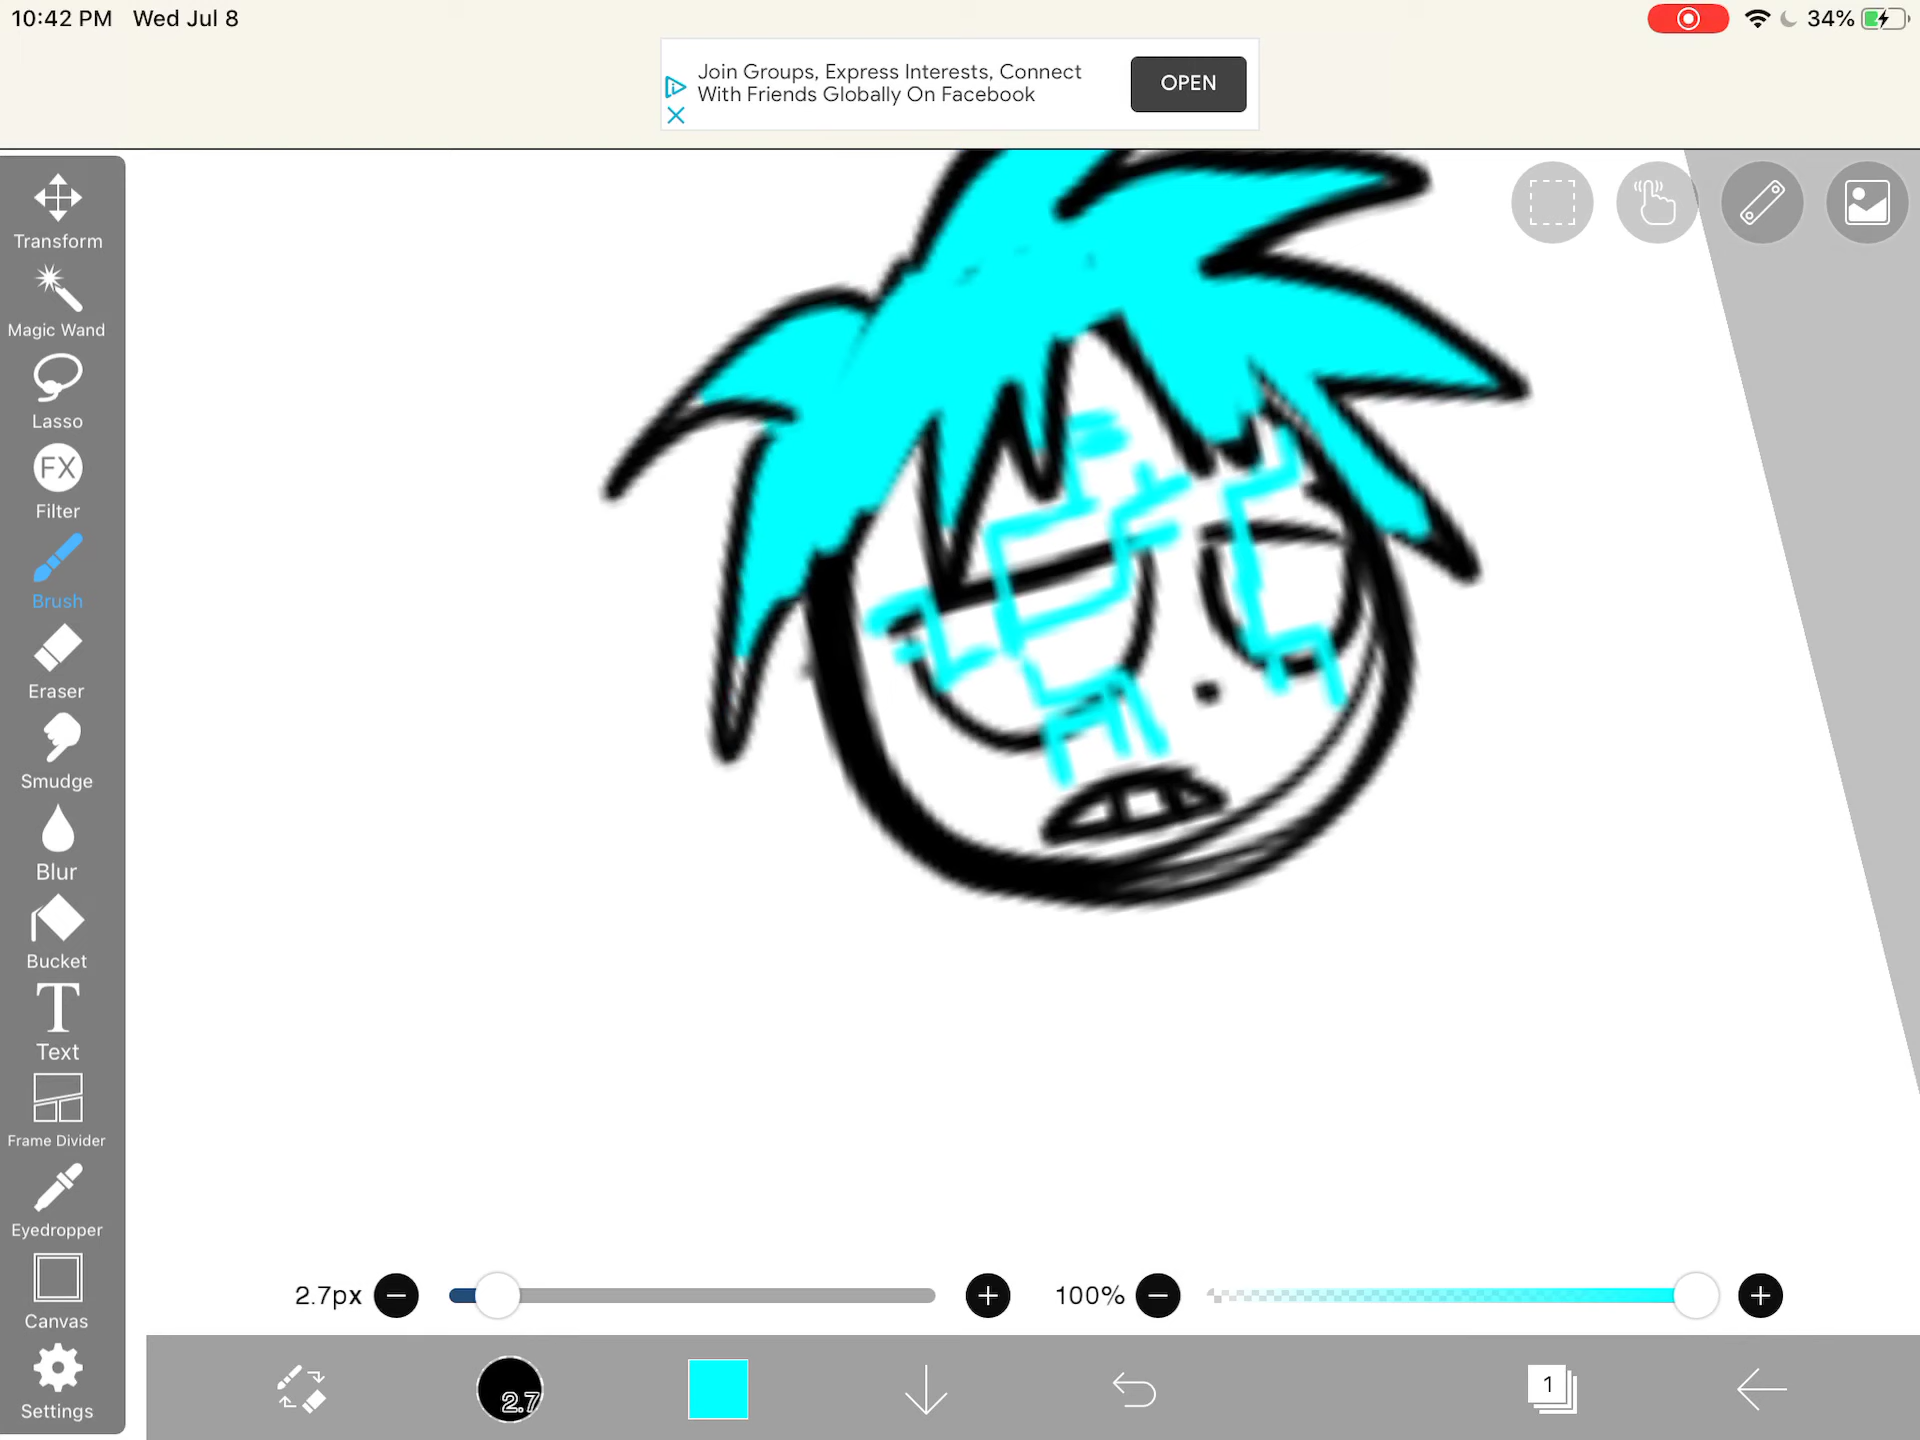 10:42 PM Wed Jul 8
34%
Join Groups, Express Interests, Connect
With Friends Globally On Facebook
OPEN
Transform
Magic Wand
Lasso
FX
Filter
Brush
Eraser
Smudge
Blur
Bucket
T
Text
Frame Divider
Eyedropper
Canvas
Settings
2.7px
100%
2.7
1